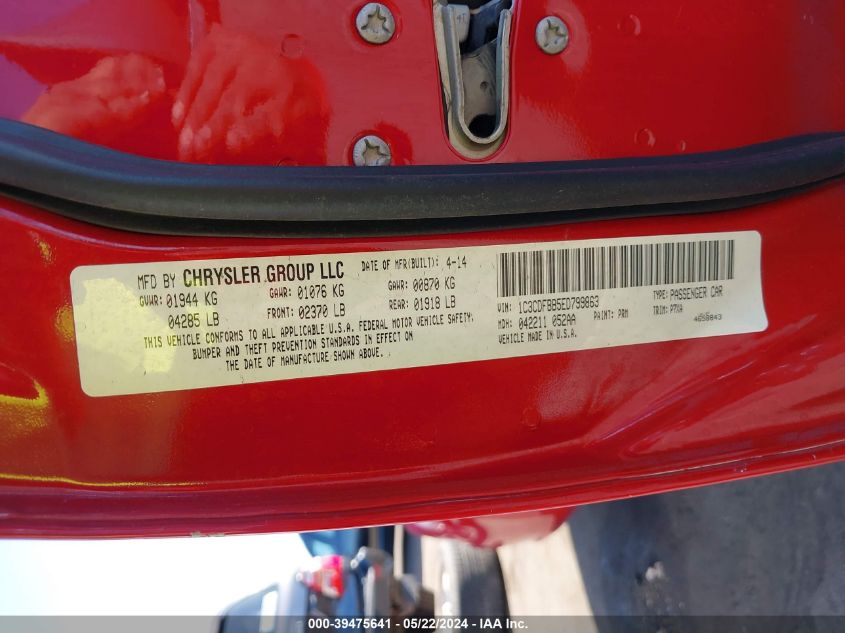 MFD BY CHRYSLER GROUP LLC DATE OF MFR(BUILT): 4-14
GVWR: 01944 KG GAWR: 01076 KG GAWR: 00870 KG
04285 LB FRONT: 02370 LB REAR: 01918 LB
THIS VEHICLE CONFORMS TO ALL APPLICABLE U.S.A. FEDERAL MOTOR VEHICLE SAFETY,
BUMPER AND THEFT PREVENTION STANDARDS IN EFFECT ON
THE DATE OF MANUFACTURE SHOWN ABOVE.
VIN: 1C3CDFBB5ED798863 TYPE: PASSENGER CAR
MDH: 042211 052AA PAINT: PRM TRIM: P7XA
VEHICLE MADE IN U.S.A. 4658843
000-39475641 - 05/22/2024 - IAA Inc.